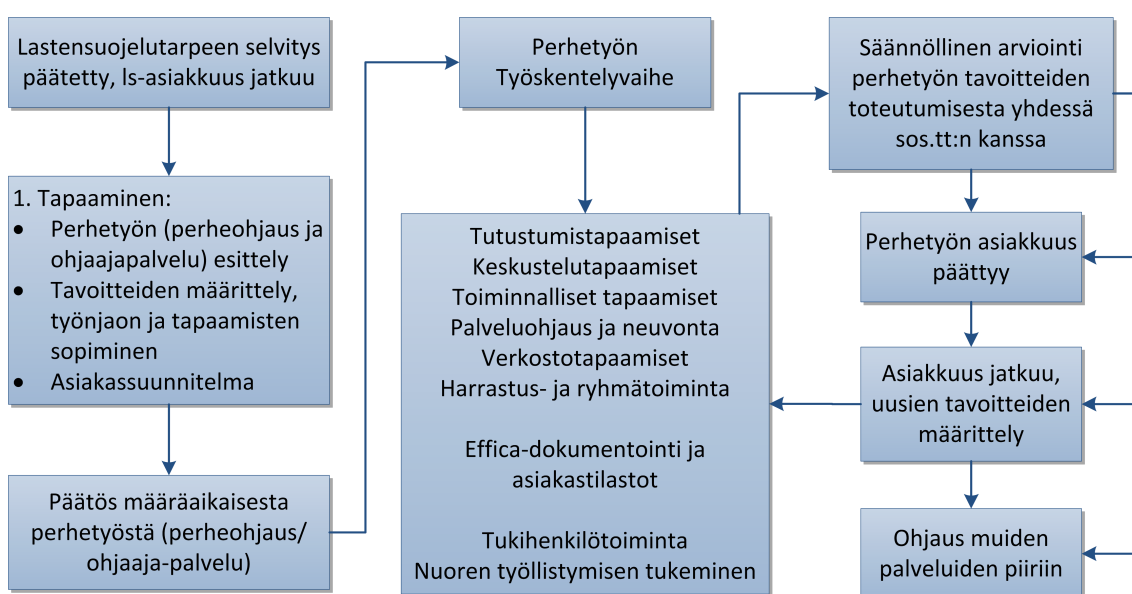 Lastensuojelutarpeen selvitys
päätetty, ls-asiakkuus jatkuu
1. Tapaaminen:
• Perhetyön (perheohjaus ja
ohjaajapalvelu) esittely
• Tavoitteiden määrittely,
työnjaon ja tapaamisten
sopiminen
• Asiakassuunnitelma
Päätös määräaikaisesta
perhetyöstä (perheohjaus/
ohjaaja-palvelu)
Perhetyön
Työskentelyvaihe
Tutustumistapaamiset
Keskustelutapaamiset
Toiminnalliset tapaamiset
Palveluohjaus ja neuvonta
Verkostotapaamiset
Harrastus- ja ryhmätoiminta
Effica-dokumentointi ja
asiakastilastot
Tukihenkilötoiminta
Nuoren työllistymisen tukeminen
Säännöllinen arviointi
perhetyön tavoitteiden
toteutumisesta yhdessä
sos.tt:n kanssa
Perhetyön asiakkuus
päättyy
Asiakkuus jatkuu,
uusien tavoitteiden
määrittely
Ohjaus muiden
palveluiden piiriin